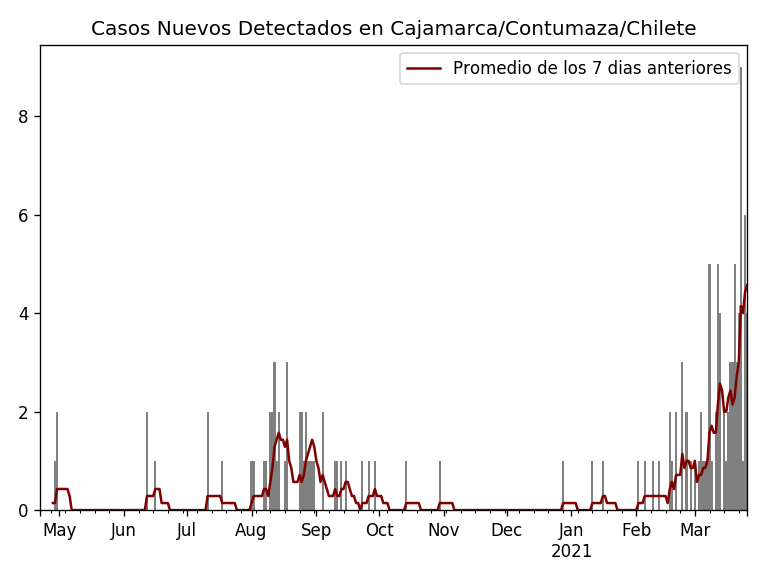 Casos Nuevos Detectados en Cajamarca/Contumaza/Chilete
Promedio de los 7 dias anteriores
8
6
4
2
0
May Jun Jul Aug Sep Oct Nov Dec Jan Feb Mar
2021